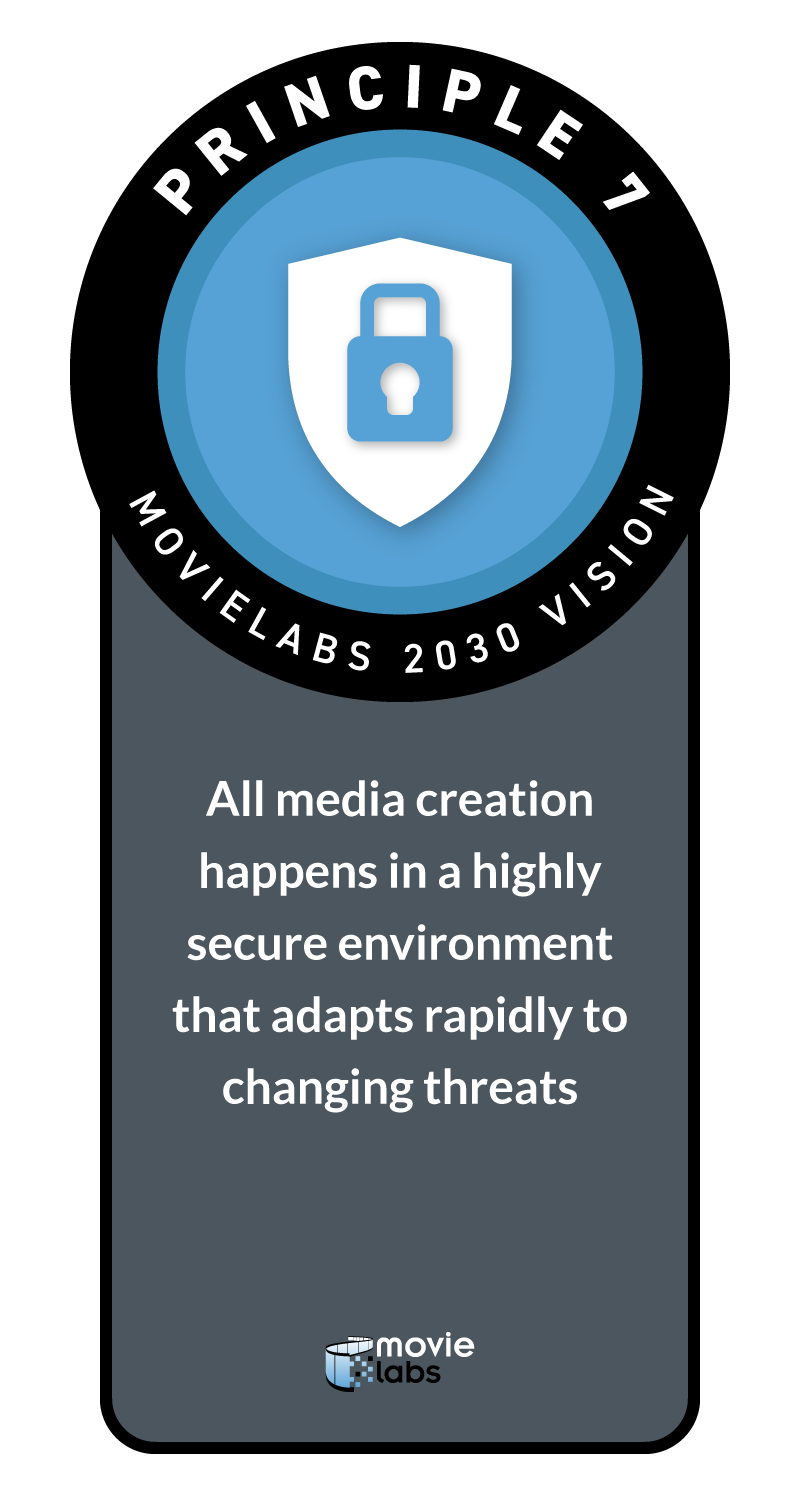 PRINCIPLE 7
MOVIELABS 2030 VISION
All media creation
happens in a highly
secure environment
that adapts rapidly to
changing threats
movie
labs